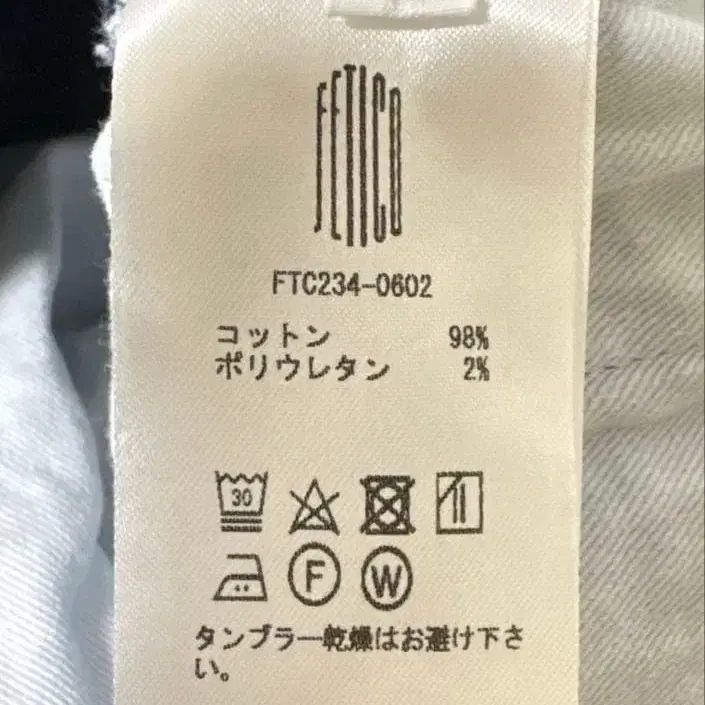 FETICO
FTC234-0602
コットン 98%
ポリウレタン 2%
30
F W
タンブラー乾燥はお避け下さ
い。